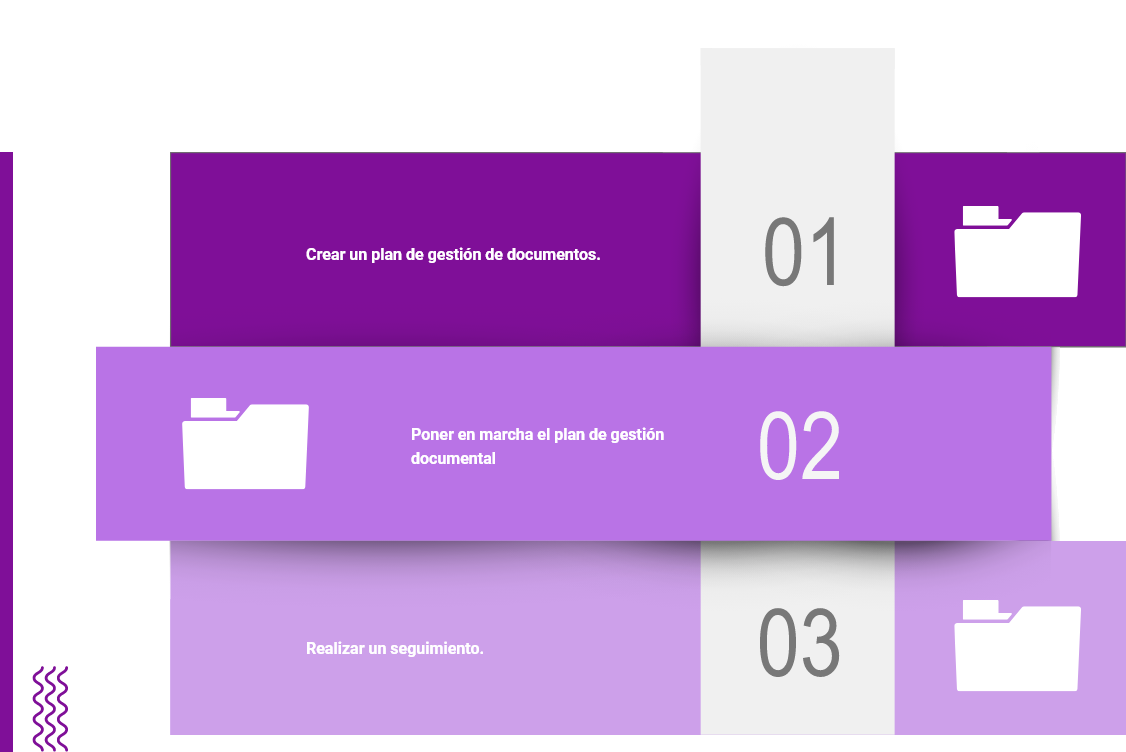 Crear un plan de gestión de documentos.
01
Poner en marcha el plan de gestión
documental
02
Realizar un seguimiento.
03